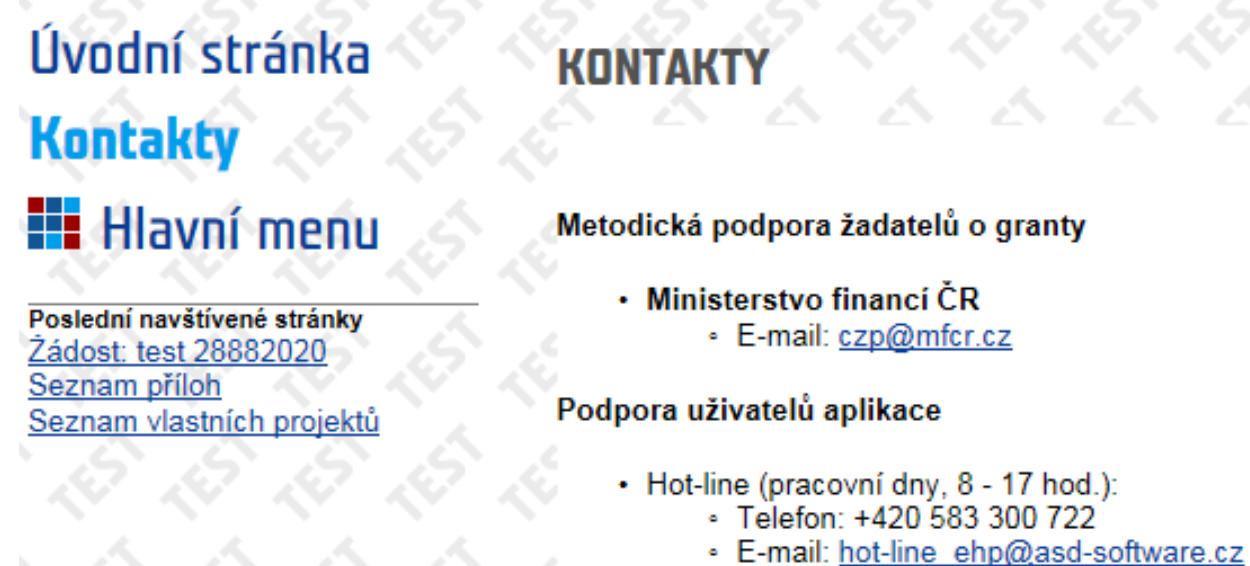 Úvodní stránka
Kontakty
Hlavní menu
Poslední navštívené stránky
Žádost: test 28882020
Seznam příloh
Seznam vlastních projektů
KONTAKTY
Metodická podpora žadatelů o granty
• Ministerstvo financí ČR
◦ E-mail: czp@mfcr.cz
Podpora uživatelů aplikace
• Hot-line (pracovní dny, 8 - 17 hod.):
◦ Telefon: +420 583 300 722
◦ E-mail: hot-line_ehp@asd-software.cz
TEST